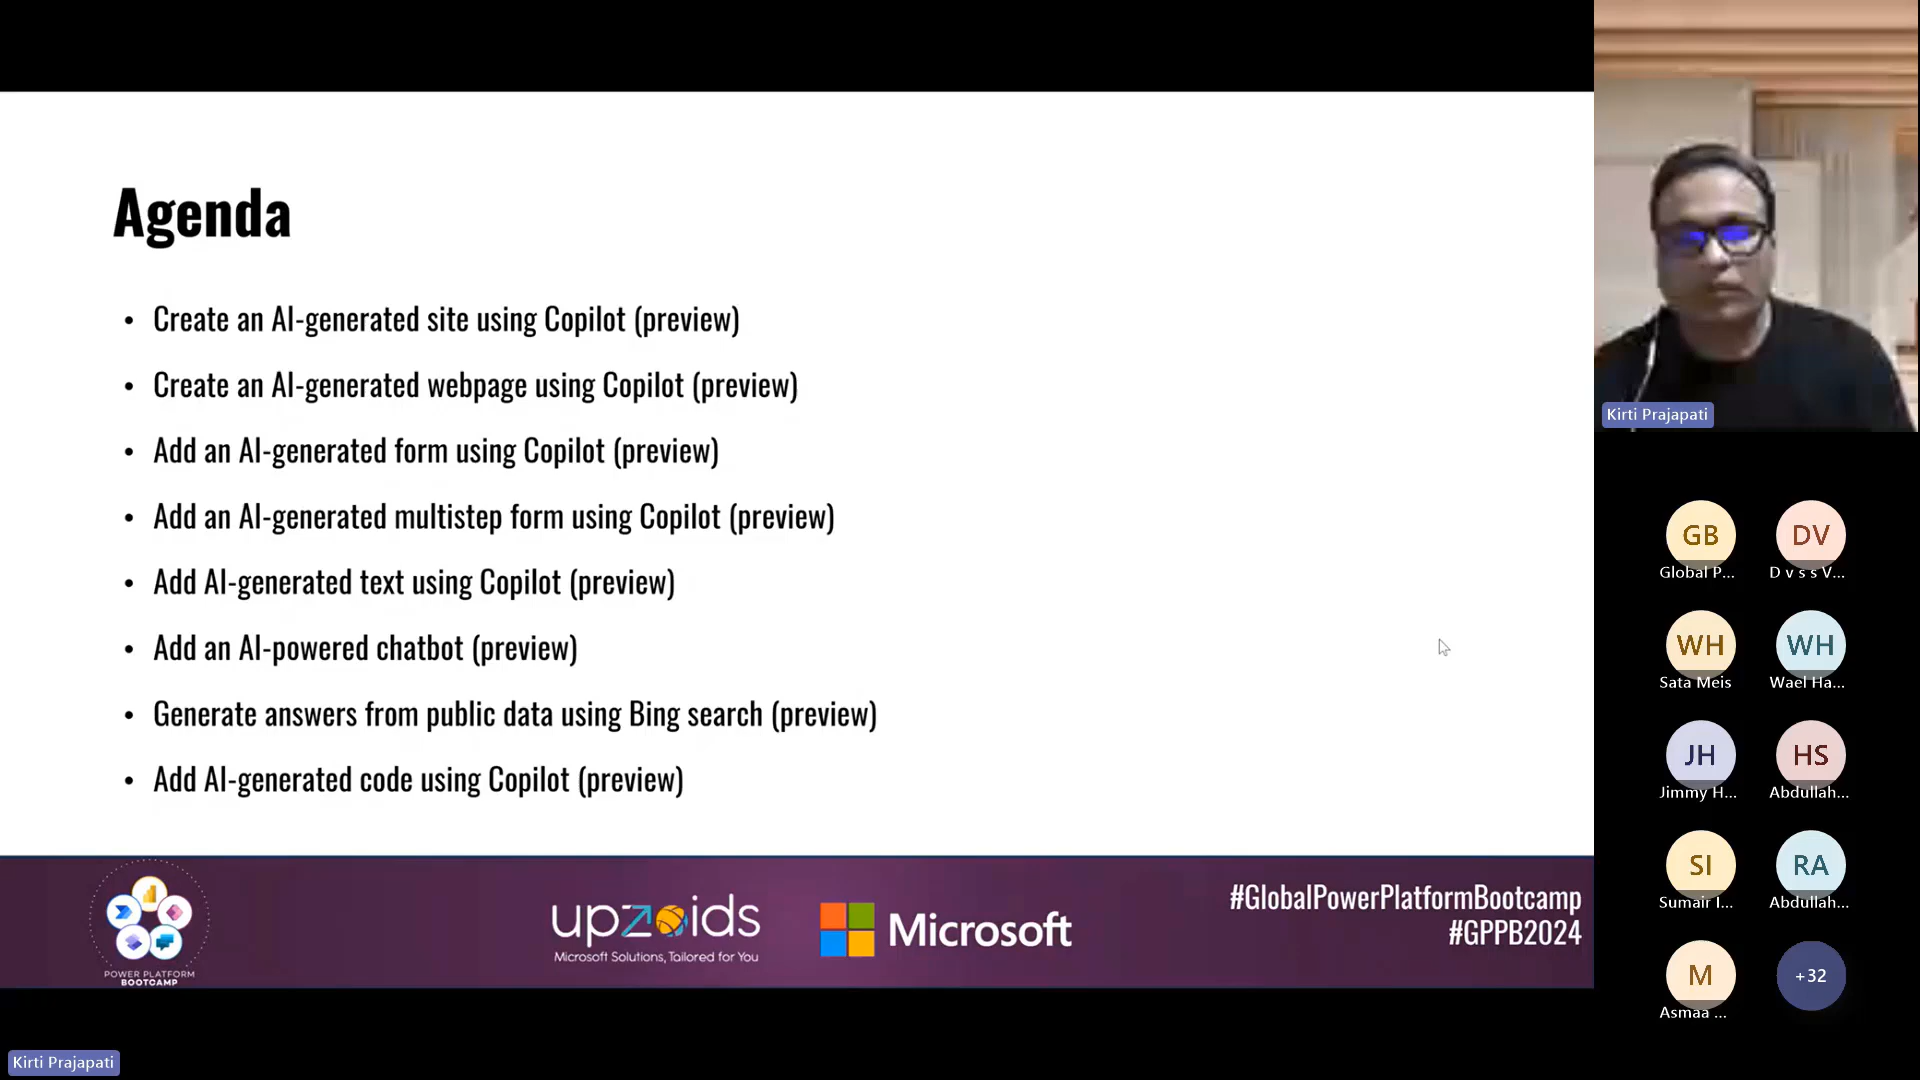 Agenda
• Create an AI-generated site using Copilot (preview)
• Create an AI-generated webpage using Copilot (preview)
• Add an AI-generated form using Copilot (preview)
• Add an AI-generated multistep form using Copilot (preview)
• Add AI-generated text using Copilot (preview)
• Add an AI-powered chatbot (preview)
• Generate answers from public data using Bing search (preview)
• Add AI-generated code using Copilot (preview)
POWER PLATFORM
BOOTCAMP
upzoids
Microsoft Solutions, Tailored for You
Microsoft
#GlobalPowerPlatformBootcamp
#GPPB2024
Kirti Prajapati
Kirti Prajapati
GB
Global P...
DV
D v s s V...
WH
Sata Meis
WH
Wael Ha...
JH
Jimmy H...
HS
Abdullah...
SI
Sumair I...
RA
Abdullah...
M
Asmaa ...
+32